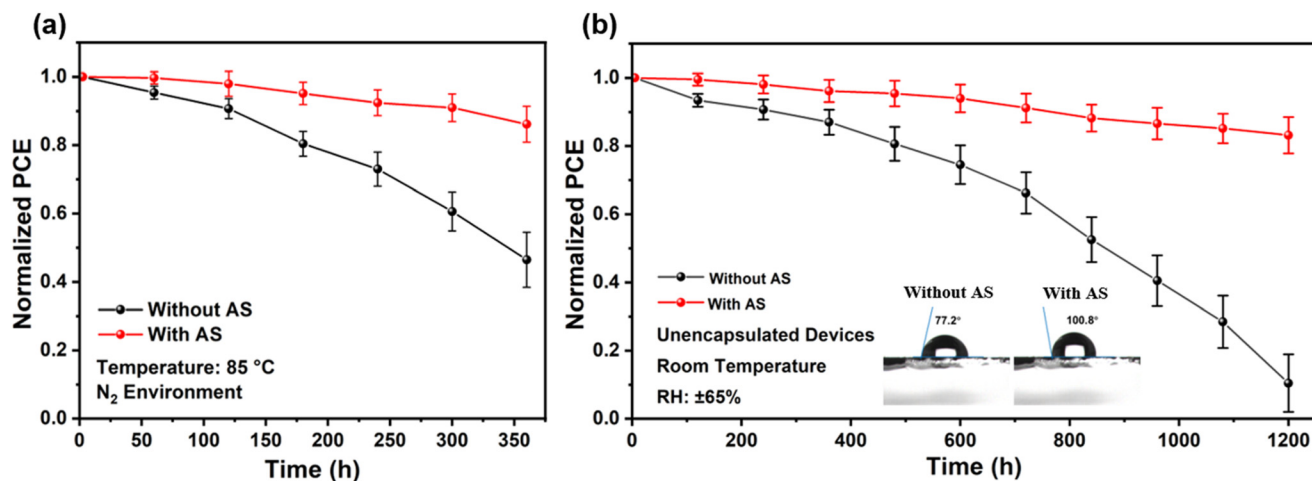 (a)
Normalized PCE
1.0
0.8
0.6
0.4
0.2
0.0
Without AS
With AS
Temperature: 85 °C
N₂ Environment
0 50 100 150 200 250 300 350
Time (h)
(b)
Normalized PCE
1.0
0.8
0.6
0.4
0.2
0.0
Without AS
With AS
Unencapsulated Devices
Room Temperature
RH: ±65%
Without AS
77.2°
With AS
100.8°
0 200 400 600 800 1000 1200
Time (h)